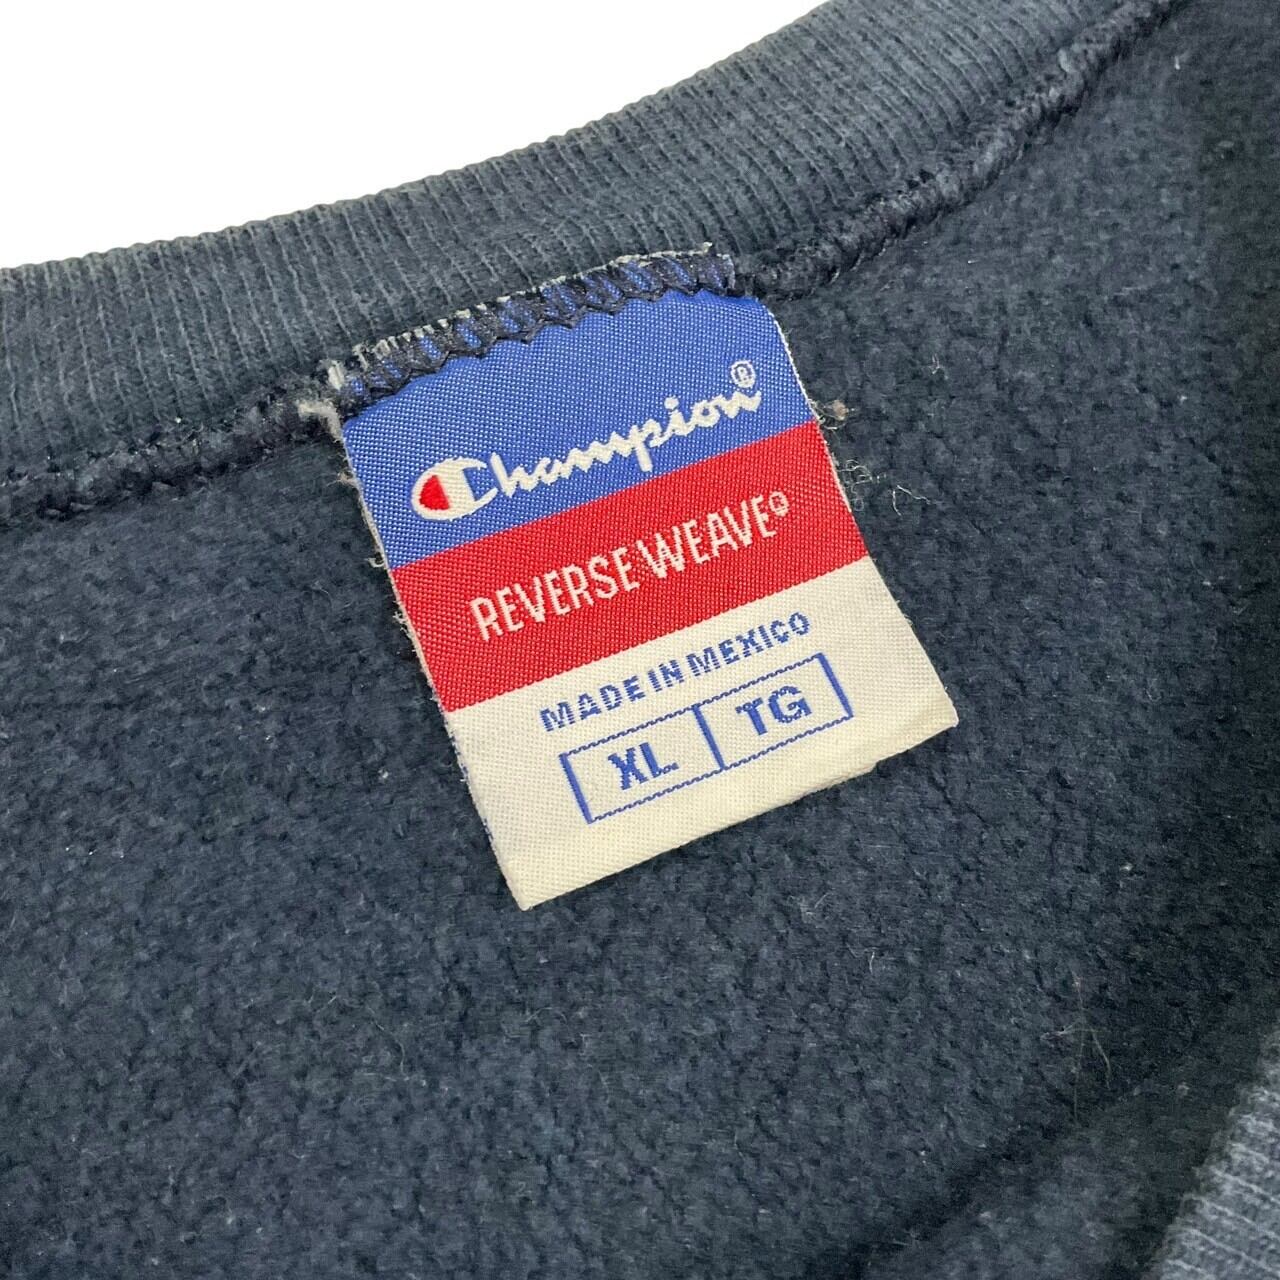 Champion®
REVERSE WEAVE®
MADE IN MEXICO
XL TG